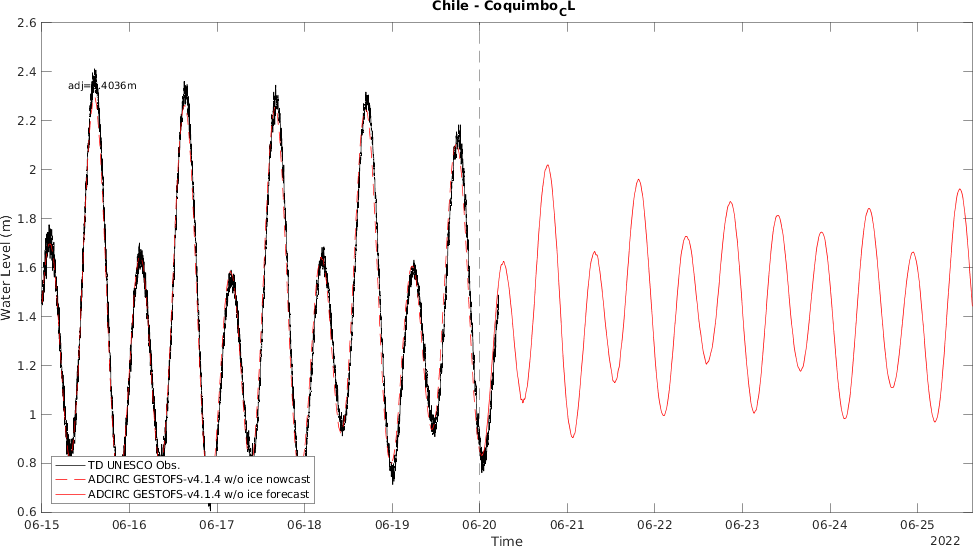 Chile - Coquimbo_CL
2.6
2.4
2.2
2
1.8
1.6
1.4
1.2
1
0.8
0.6
Water Level (m)
TD UNESCO Obs.
ADCIRC GESTOFS-v4.1.4 w/o ice nowcast
ADCIRC GESTOFS-v4.1.4 w/o ice forecast
06-15 06-16 06-17 06-18 06-19 06-20 06-21 06-22 06-23 06-24 06-25
Time
2022